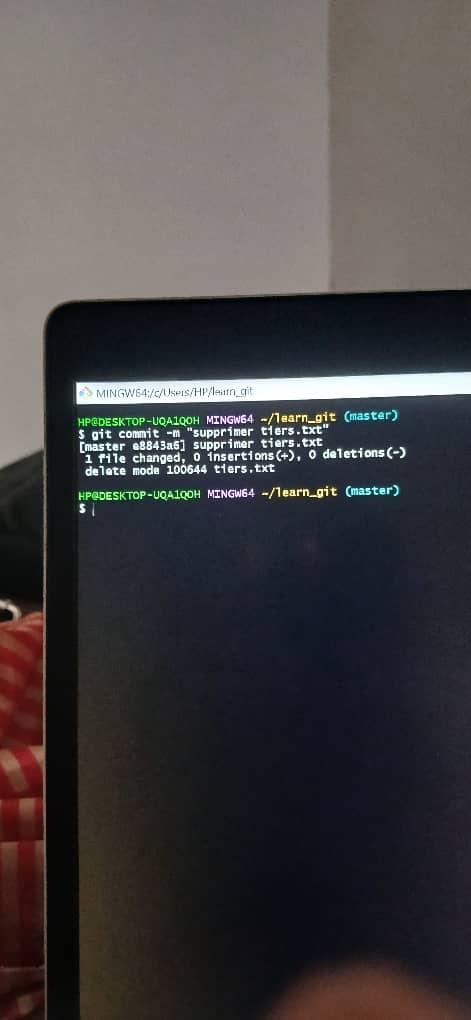 MINGW64:/c/Users/HP/learn_git
HP@DESKTOP-UQA1QOH MINGW64 ~/learn_git (master)
$ git commit -m "supprimer tiers.txt"
[master e8843a6] supprimer tiers.txt
1 file changed, 0 insertions(+), 0 deletions(-)
delete mode 100644 tiers.txt
HP@DESKTOP-UQA1QOH MINGW64 ~/learn_git (master)
$